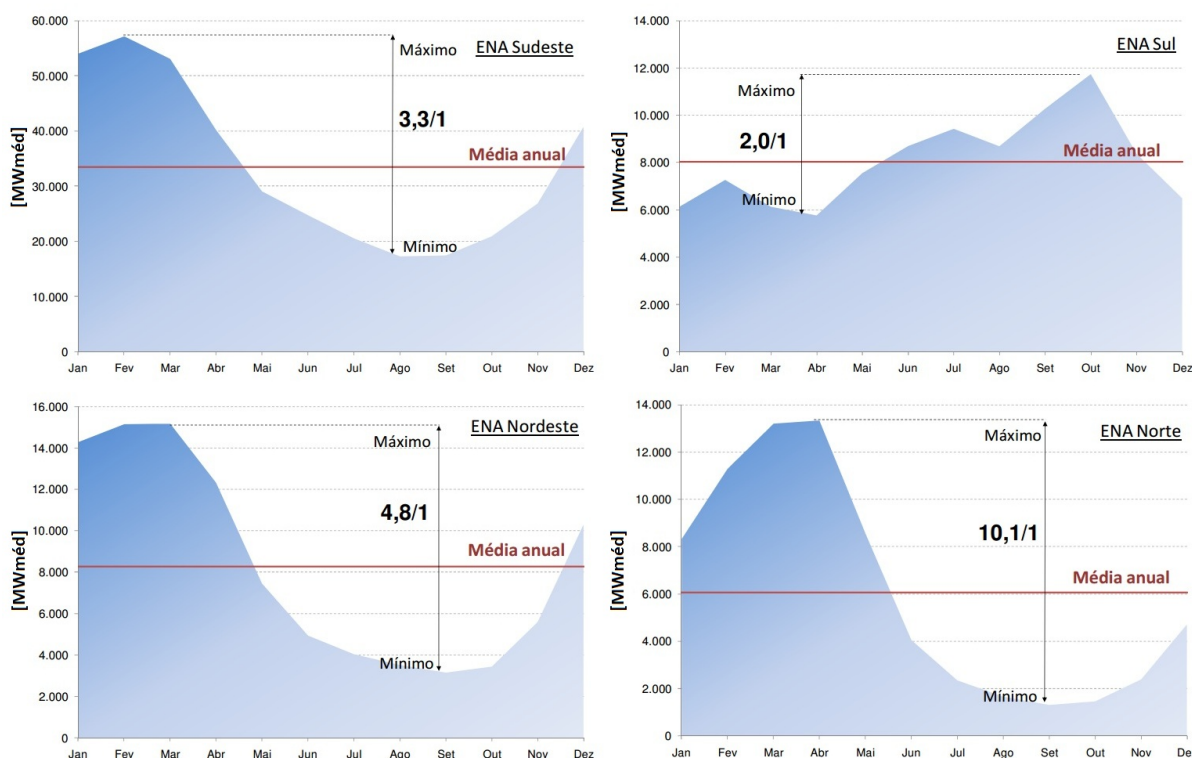 ENA Sudeste
[MWméd]
60.000
50.000
40.000
30.000
20.000
10.000
0
Máximo
3,3/1
Média anual
Mínimo
Jan Fev Mar Abr Mai Jun Jul Ago Set Out Nov Dez
ENA Sul
[MWméd]
14.000
12.000
10.000
8.000
6.000
4.000
2.000
0
Máximo
2,0/1
Média anual
Mínimo
Jan Fev Mar Abr Mai Jun Jul Ago Set Out Nov Dez
ENA Nordeste
[MWméd]
16.000
14.000
12.000
10.000
8.000
6.000
4.000
2.000
0
Máximo
4,8/1
Média anual
Mínimo
Jan Fev Mar Abr Mai Jun Jul Ago Set Out Nov Dez
ENA Norte
[MWméd]
14.000
12.000
10.000
8.000
6.000
4.000
2.000
0
Máximo
10,1/1
Média anual
Mínimo
Jan Fev Mar Abr Mai Jun Jul Ago Set Out Nov De